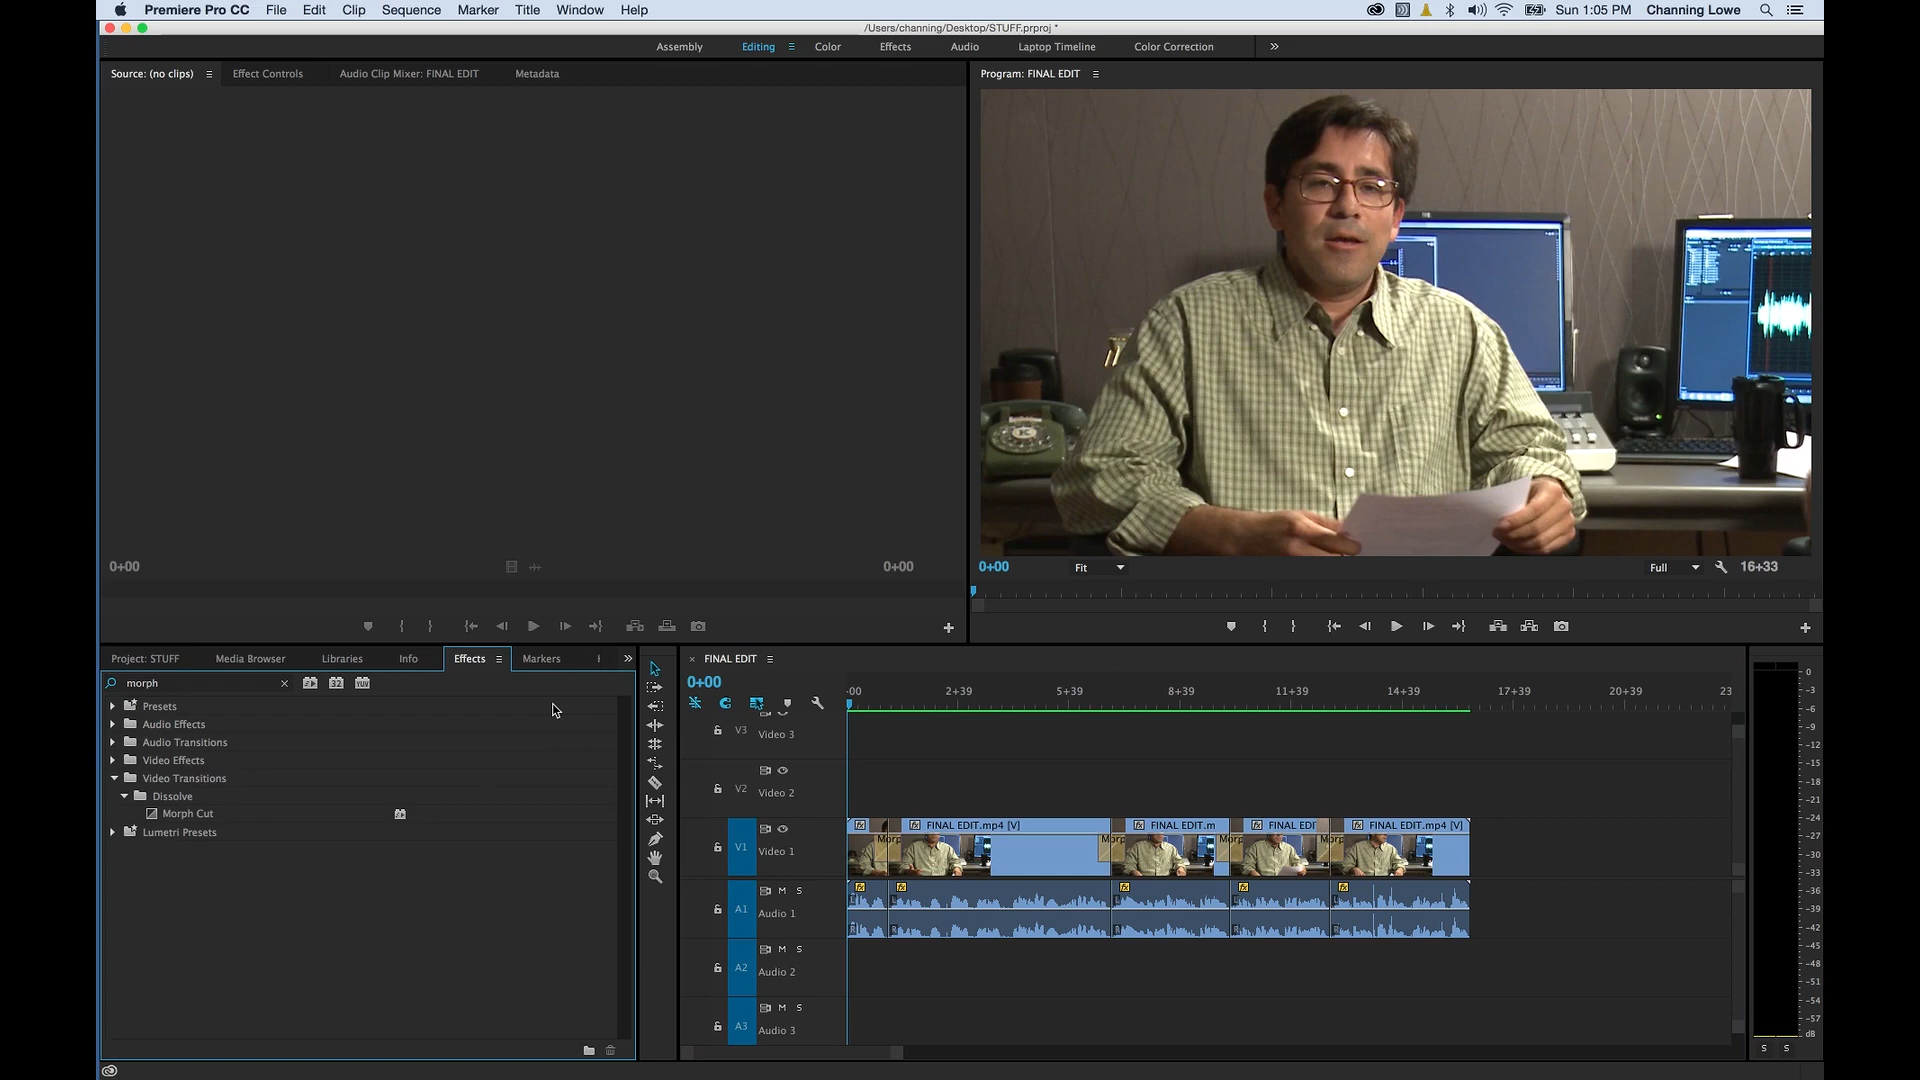 Premiere Pro CC File Edit Clip Sequence Marker Title Window Help Sun 1:05 PM Channing Lowe
/Users/channing/Desktop/STUFF.prproj *
Assembly Editing Color Effects Audio Laptop Timeline Color Correction
Source: (no clips) Effect Controls Audio Clip Mixer: FINAL EDIT Metadata
Program: FINAL EDIT
0+00 0+00
0+00 Fit Full 16+33
Project: STUFF Media Browser Libraries Info Effects Markers
morph
Presets
Audio Effects
Audio Transitions
Video Effects
Video Transitions
Dissolve
Morph Cut
Lumetri Presets
FINAL EDIT
0+00
-00 2+39 5+39 8+39 11+39 14+39 17+39 20+39 23
V3 Video 3
V2 Video 2
V1 Video 1
FINAL EDIT.mp4 [V] FINAL EDIT.m FINAL EDI FINAL EDIT.mp4 [V]
Morp Morp Morp Morp
A1 M S Audio 1
L L L L L
R R R R R
A2 M S Audio 2
A3 M S Audio 3
0
-3
-6
-9
-12
-15
-18
-21
-24
-27
-30
-33
-36
-39
-42
-45
-48
-51
-54
-57
dB
S S